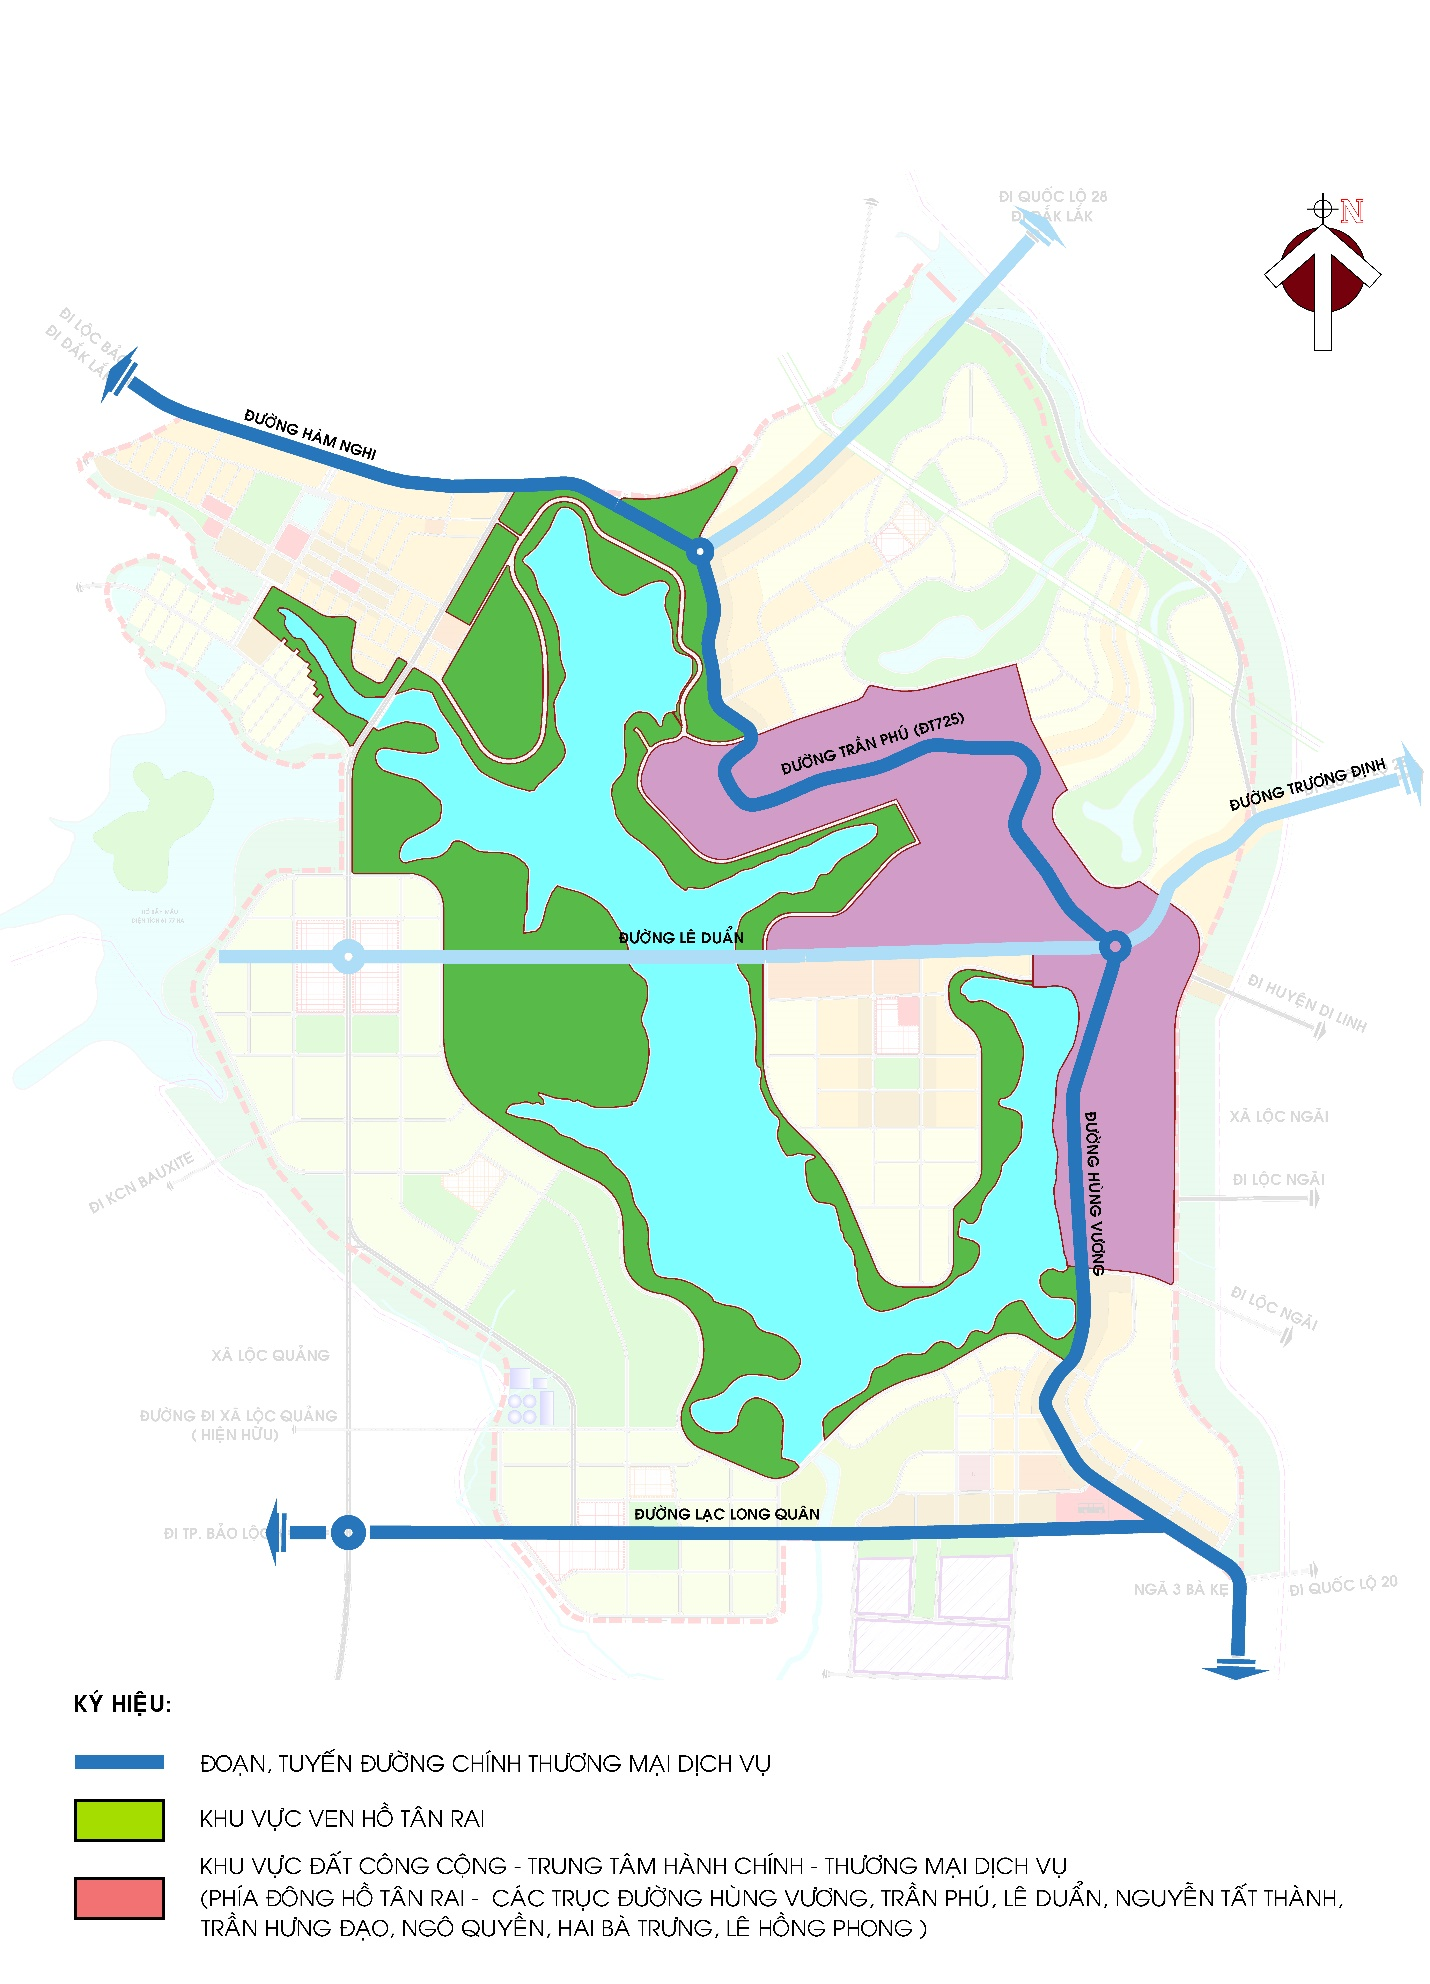 ĐI QUỐC LỘ 28
ĐI ĐẮK LẮK
N
ĐI LỘC BẢO
ĐI ĐẮK LẮK
ĐƯỜNG HÀM NGHI
ĐƯỜNG TRẦN PHÚ (ĐT725)
ĐƯỜNG TRƯƠNG ĐỊNH
ĐƯỜNG LÊ DUẨN
ĐI HUYỆN DI LINH
XÃ LỘC NGÃI
ĐƯỜNG HÙNG VƯƠNG
ĐI KCN BAUXITE
ĐI LỘC NGÃI
ĐI LỘC NGÃI
XÃ LỘC QUẢNG
ĐƯỜNG ĐI XÃ LỘC QUẢNG
( HIỆN HỮU)
ĐƯỜNG LẠC LONG QUÂN
ĐI TP. BẢO LỘC
NGÃ 3 BÀ KẸ
ĐI QUỐC LỘ 20
KÝ HIỆU:
ĐOẠN, TUYẾN ĐƯỜNG CHÍNH THƯƠNG MẠI DỊCH VỤ
KHU VỰC VEN HỒ TÂN RAI
KHU VỰC ĐẤT CÔNG CỘNG - TRUNG TÂM HÀNH CHÍNH - THƯƠNG MẠI DỊCH VỤ
(PHÍA ĐÔNG HỒ TÂN RAI - CÁC TRỤC ĐƯỜNG HÙNG VƯƠNG, TRẦN PHÚ, LÊ DUẨN, NGUYỄN TẤT THÀNH,
TRẦN HƯNG ĐẠO, NGÔ QUYỀN, HAI BÀ TRƯNG, LÊ HỒNG PHONG )